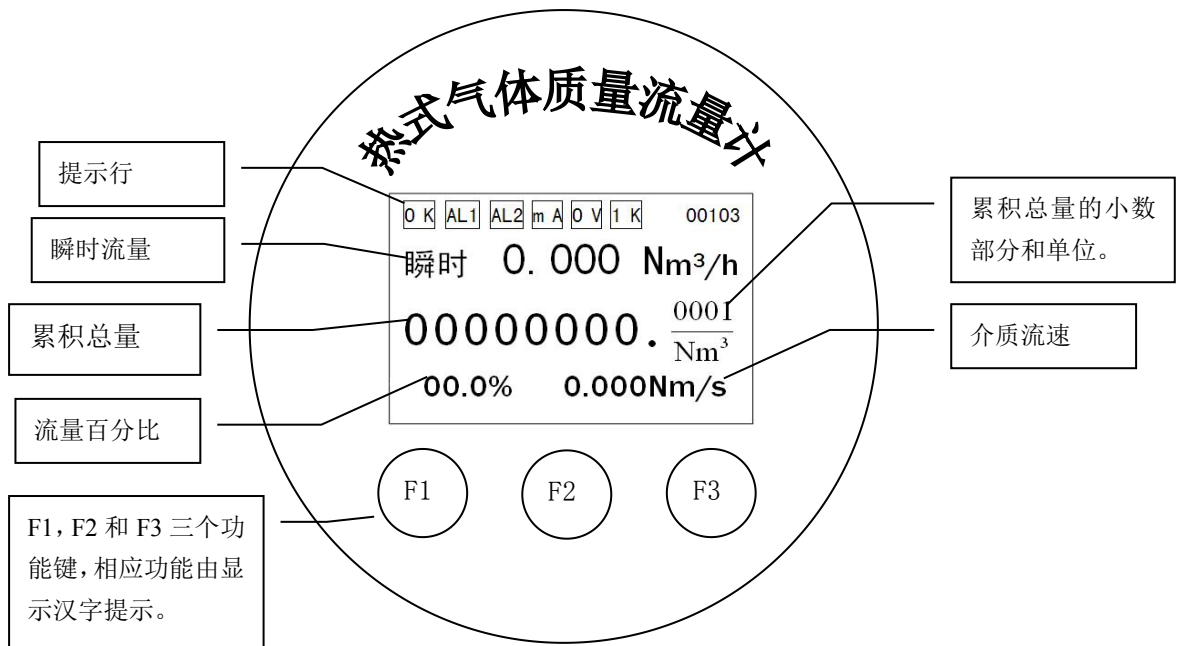 热式气体质量流量计
提示行
瞬时流量
累积总量
流量百分比
F1，F2 和 F3 三个功
能键，相应功能由显
示汉字提示。
OK AL1 AL2 mA OV 1K 00103
瞬时 0.000 Nm³/h
00000000. 0001
Nm³
00.0% 0.000Nm/s
F1 F2 F3
累积总量的小数
部分和单位。
介质流速